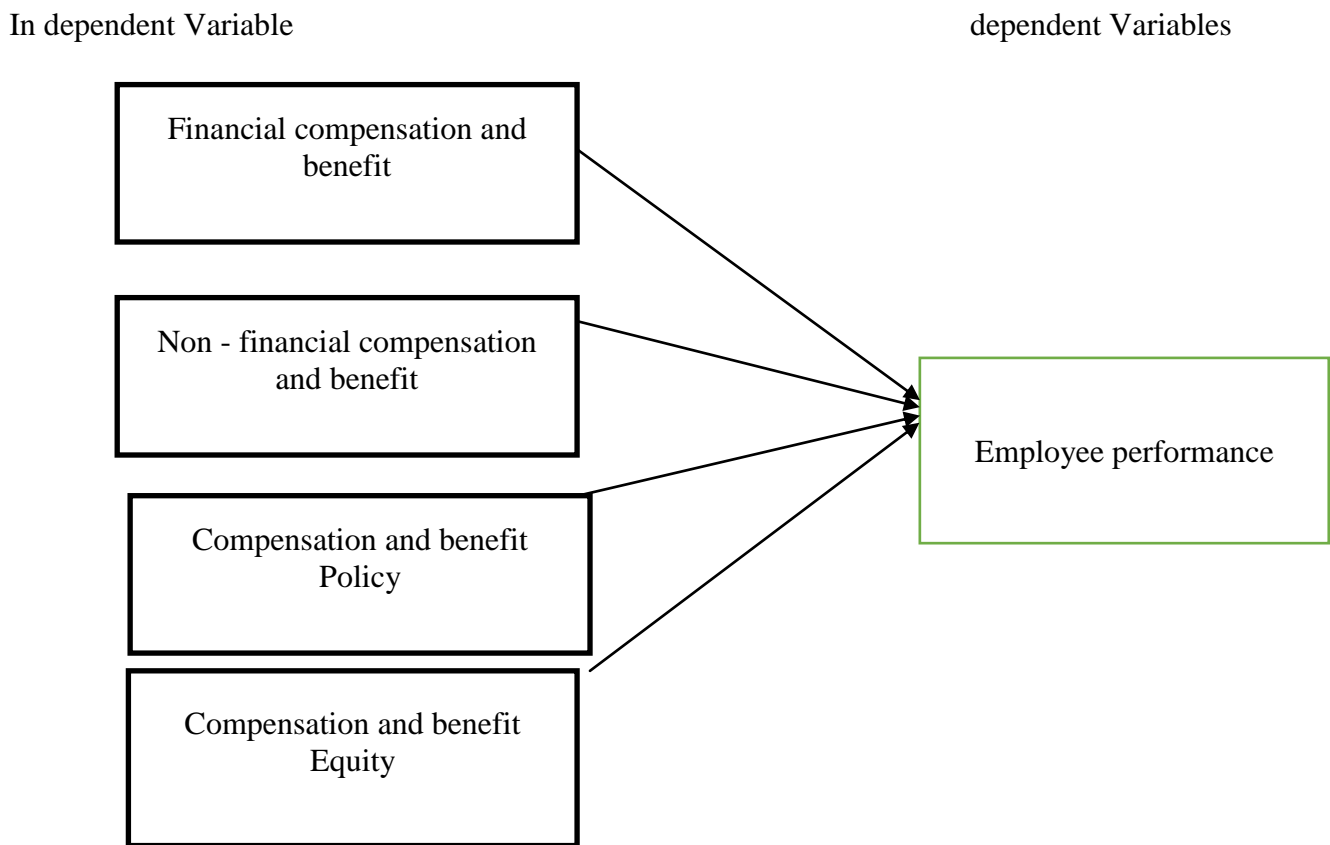 In dependent Variable
dependent Variables
Financial compensation and
benefit
Non - financial compensation
and benefit
Compensation and benefit
Policy
Compensation and benefit
Equity
Employee performance